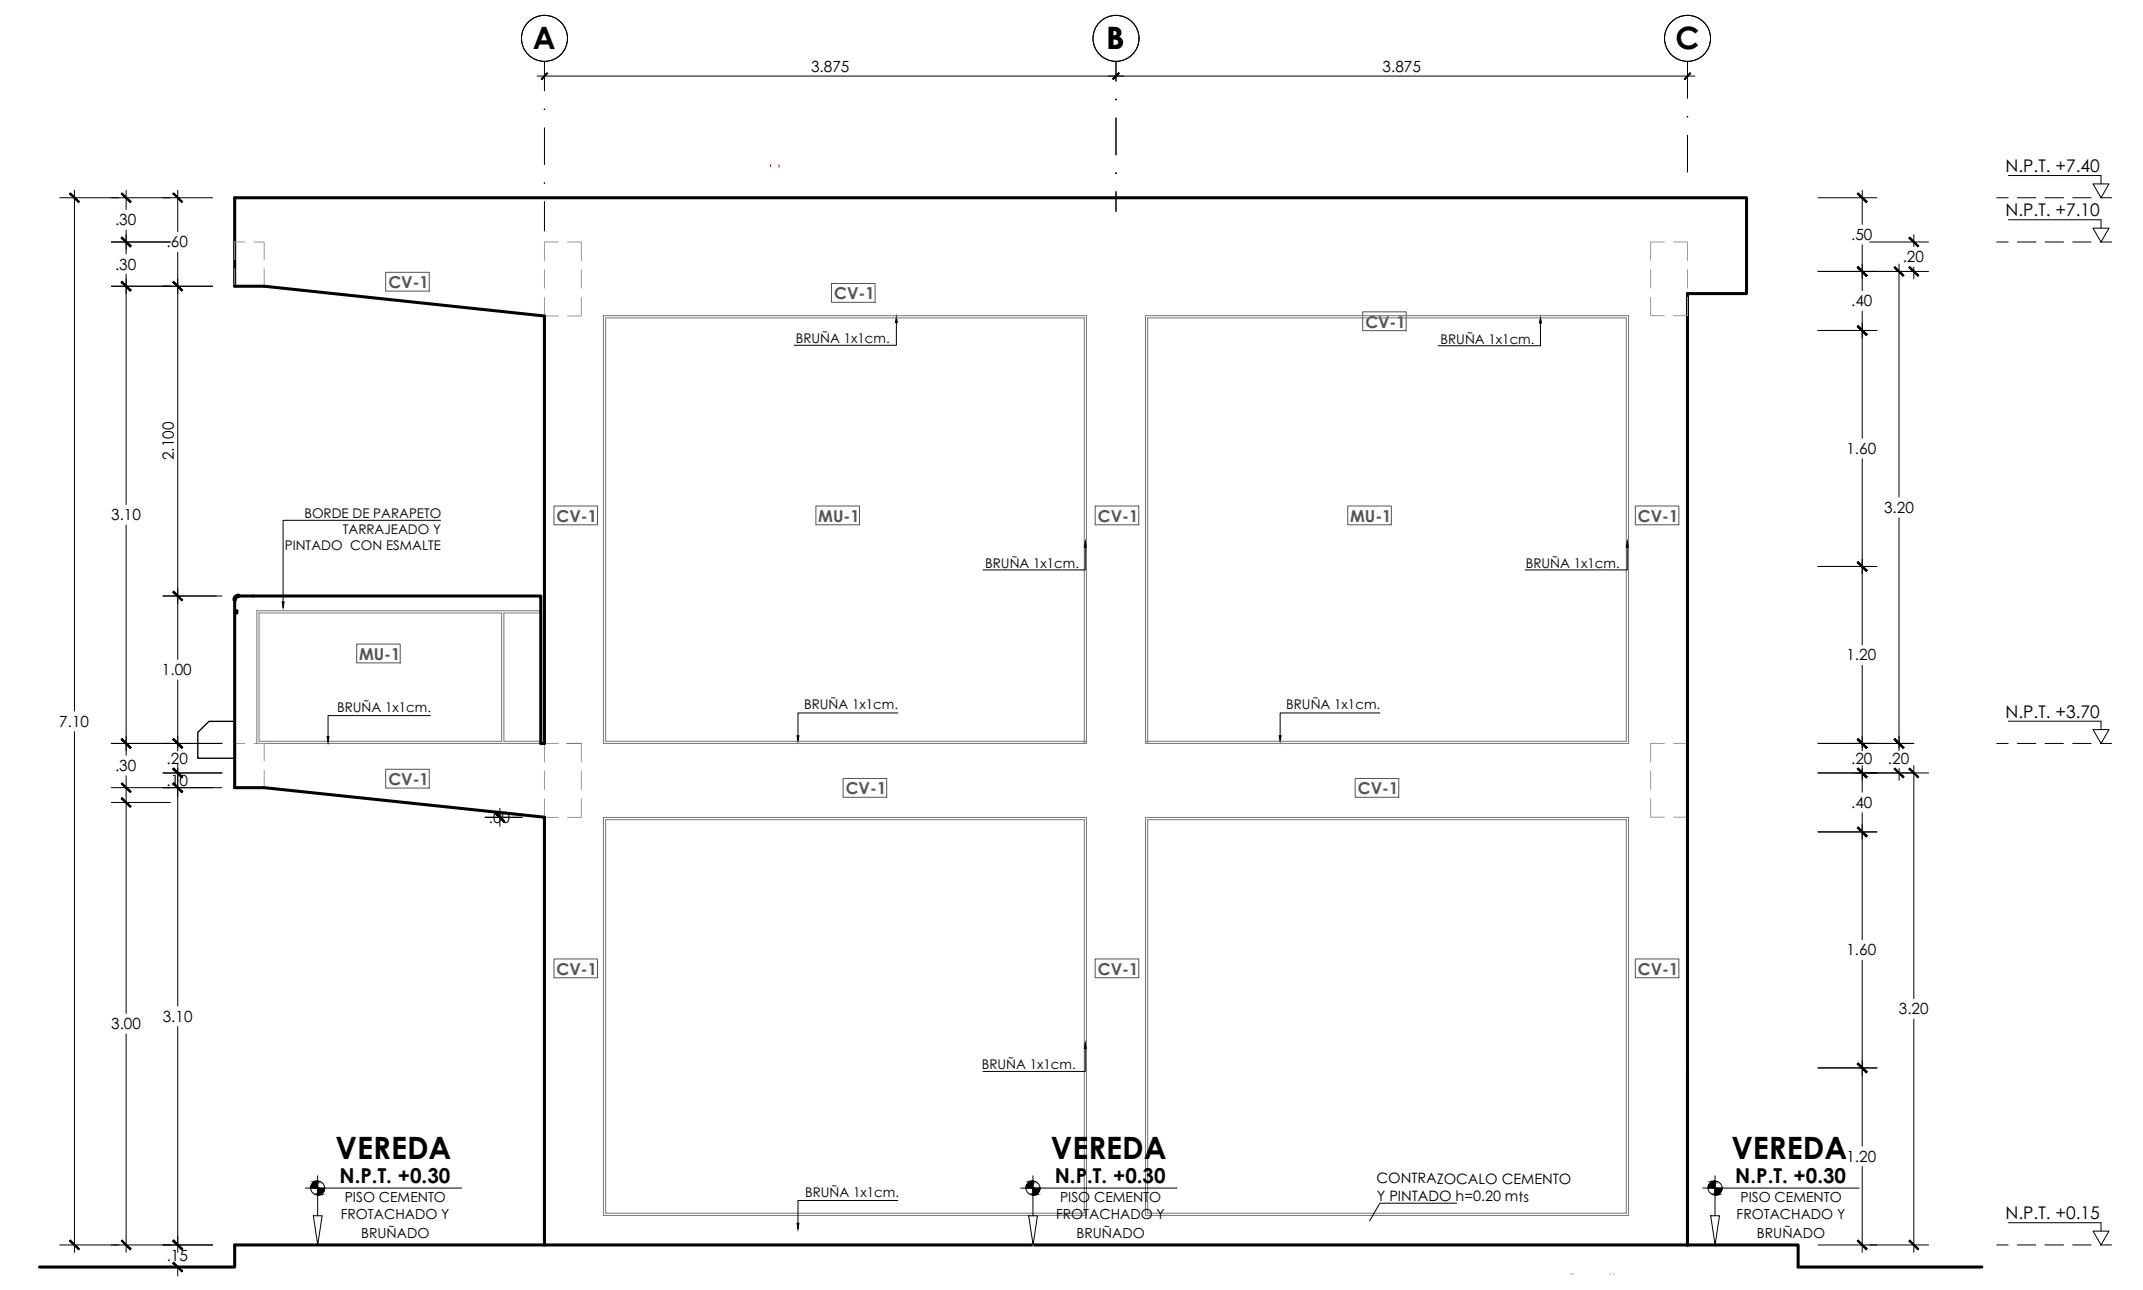 A
B
C
3.875
3.875
N.P.T. +7.40
N.P.T. +7.10
.30
.60
.30
.50
.20
.40
CV-1
CV-1
CV-1
BRUÑA 1x1cm.
BRUÑA 1x1cm.
2.100
1.60
3.10
3.20
BORDE DE PARAPETO
TARRAJEADO Y
PINTADO CON ESMALTE
CV-1
MU-1
CV-1
MU-1
CV-1
BRUÑA 1x1cm.
BRUÑA 1x1cm.
MU-1
1.00
1.20
BRUÑA 1x1cm.
BRUÑA 1x1cm.
BRUÑA 1x1cm.
N.P.T. +3.70
7.10
.30
.20
.10
CV-1
CV-1
CV-1
.20
.20
.40
.00
CV-1
CV-1
CV-1
1.60
3.00
3.10
3.20
BRUÑA 1x1cm.
VEREDA
N.P.T. +0.30
PISO CEMENTO
FROTACHADO Y
BRUÑADO
BRUÑA 1x1cm.
VEREDA
N.P.T. +0.30
PISO CEMENTO
FROTACHADO Y
BRUÑADO
CONTRAZOCALO CEMENTO
Y PINTADO h=0.20 mts
VEREDA
N.P.T. +0.30
PISO CEMENTO
FROTACHADO Y
BRUÑADO
1.20
N.P.T. +0.15
.15